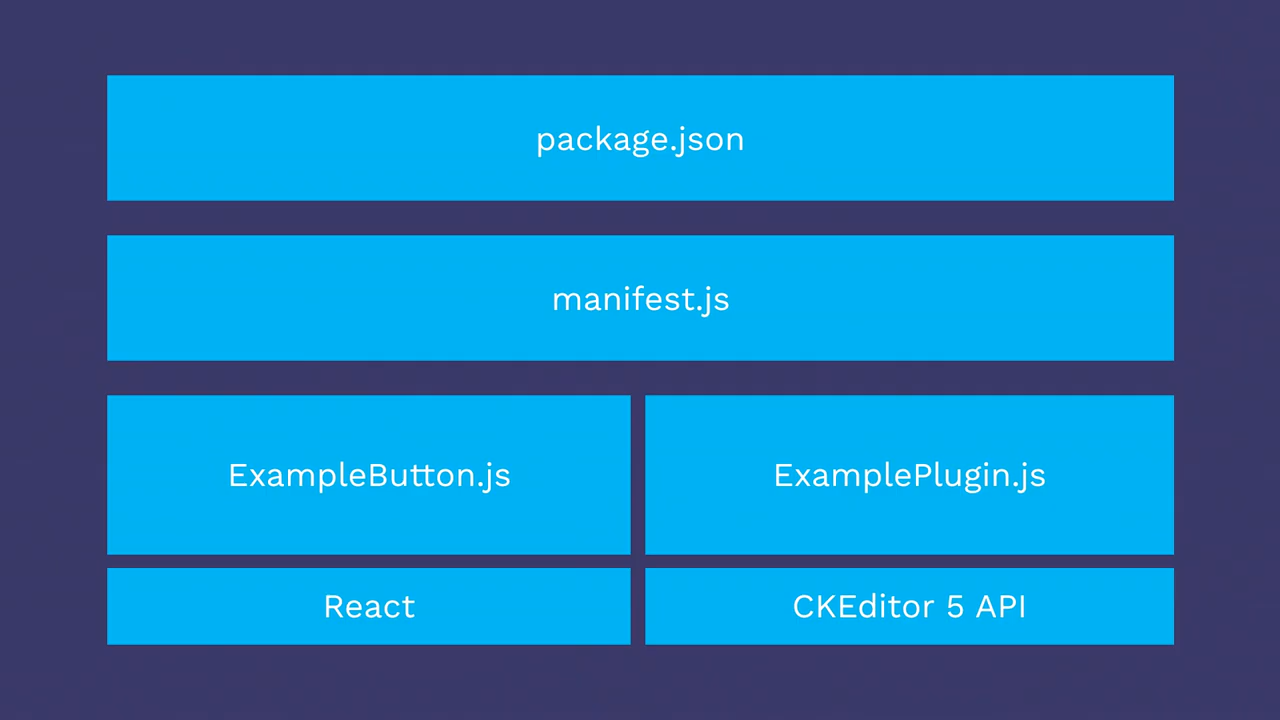 package.json
manifest.js
ExampleButton.js
ExamplePlugin.js
React
CKEditor 5 API